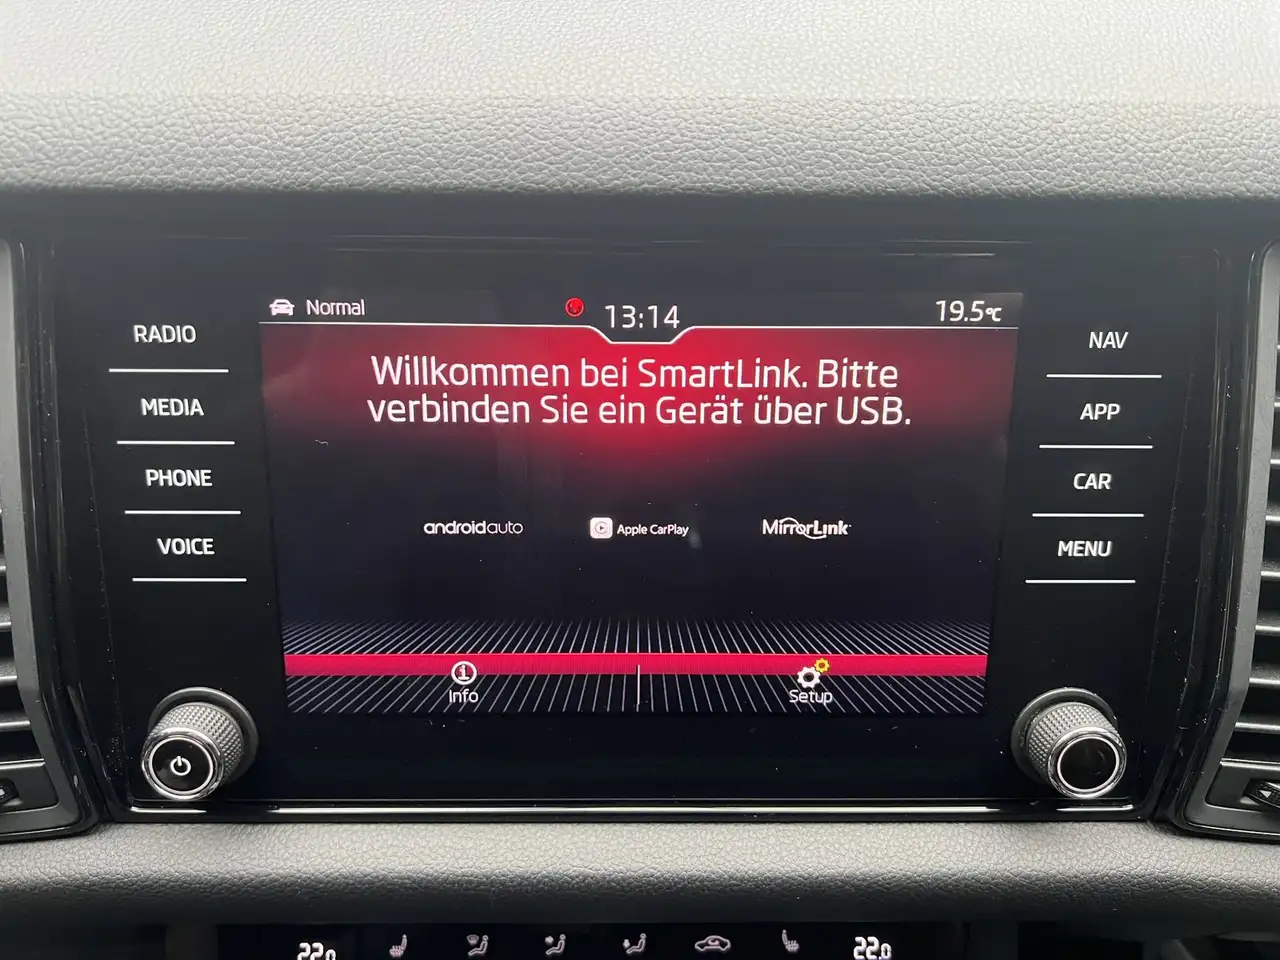 Normal
13:14
19.5°C
Willkommen bei SmartLink. Bitte
verbinden Sie ein Gerät über USB.
androidauto
Apple CarPlay
MirrorLink
Info
Setup
RADIO
MEDIA
PHONE
VOICE
NAV
APP
CAR
MENU
22.0
22.0